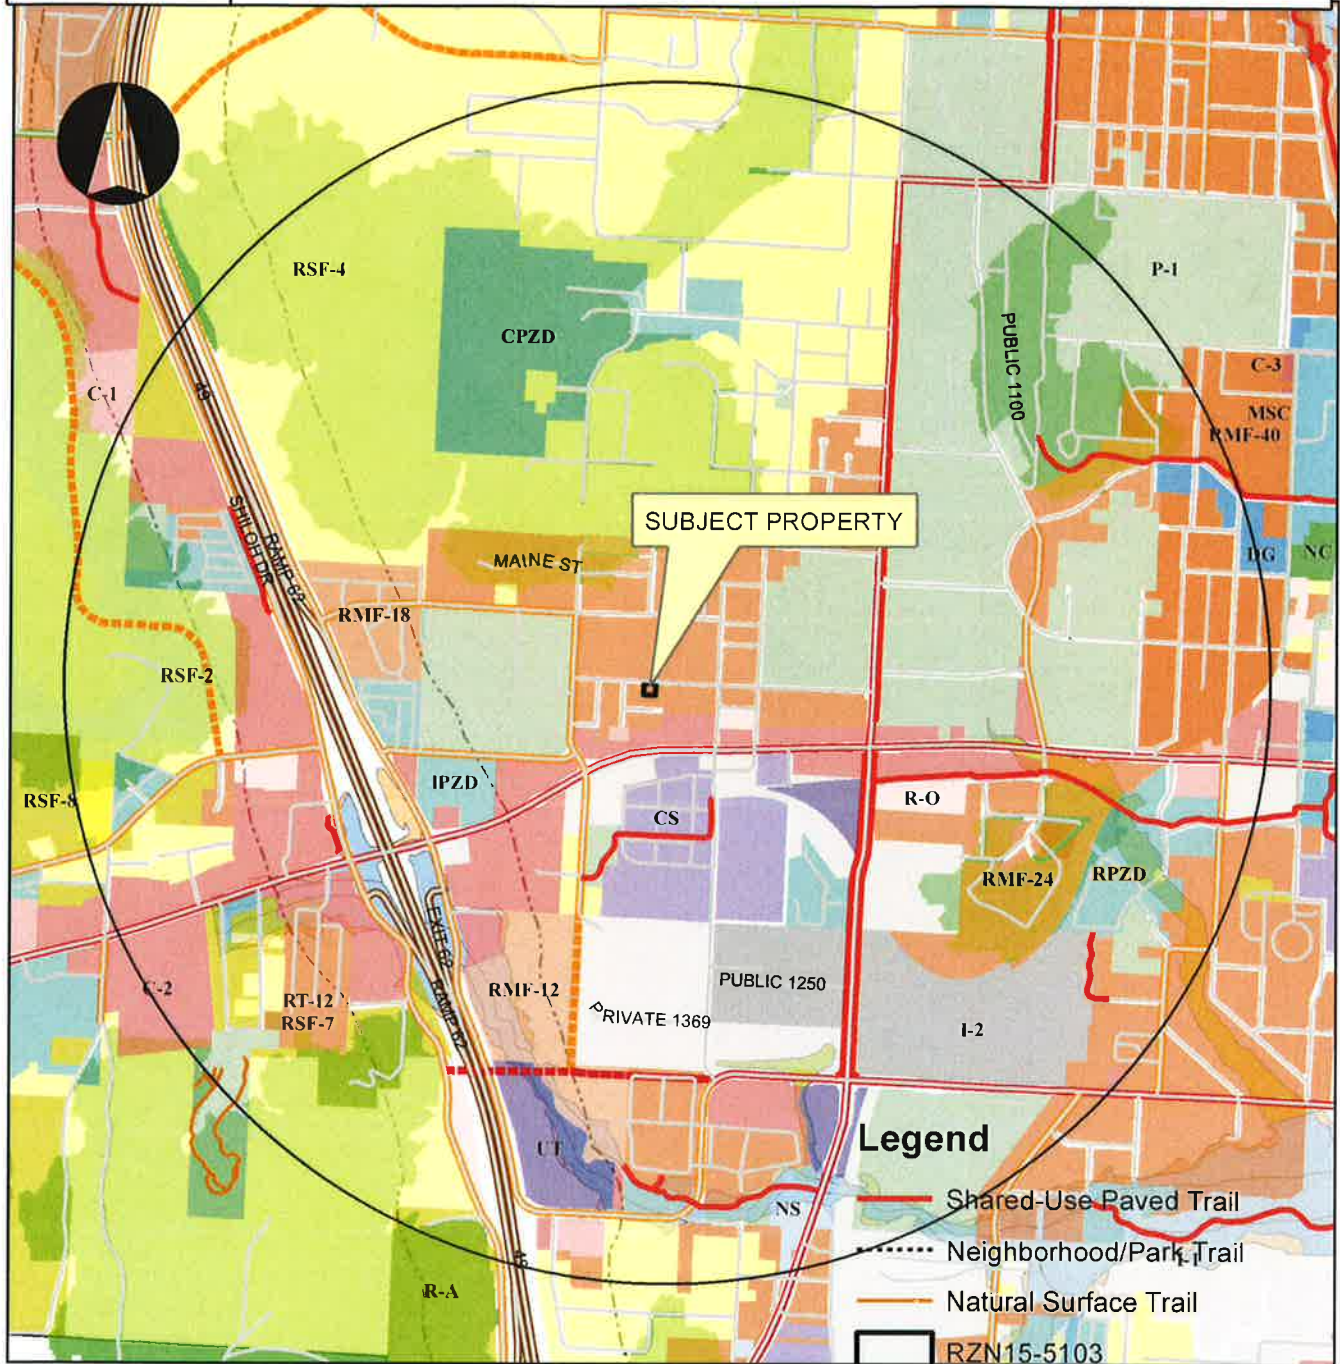 RSF-4
P-1
CPZD
PUBLIC 1100
C-3
C-1
49
MSC
RMF-40
SUBJECT PROPERTY
SHILOH DR
RAMP 62
MAINE ST
DG
NC
RMF-18
RSF-2
IPZD
RSF-8
R-O
CS
RMF-24
RPZD
EXIT 62
RAMP 62
C-2
RT-12
RSF-7
RMF-12
PUBLIC 1250
PRIVATE 1369
I-2
UT
NS
Legend
Shared-Use Paved Trail
Neighborhood/Park Trail
I-1
Natural Surface Trail
R-A
RZN15-5103